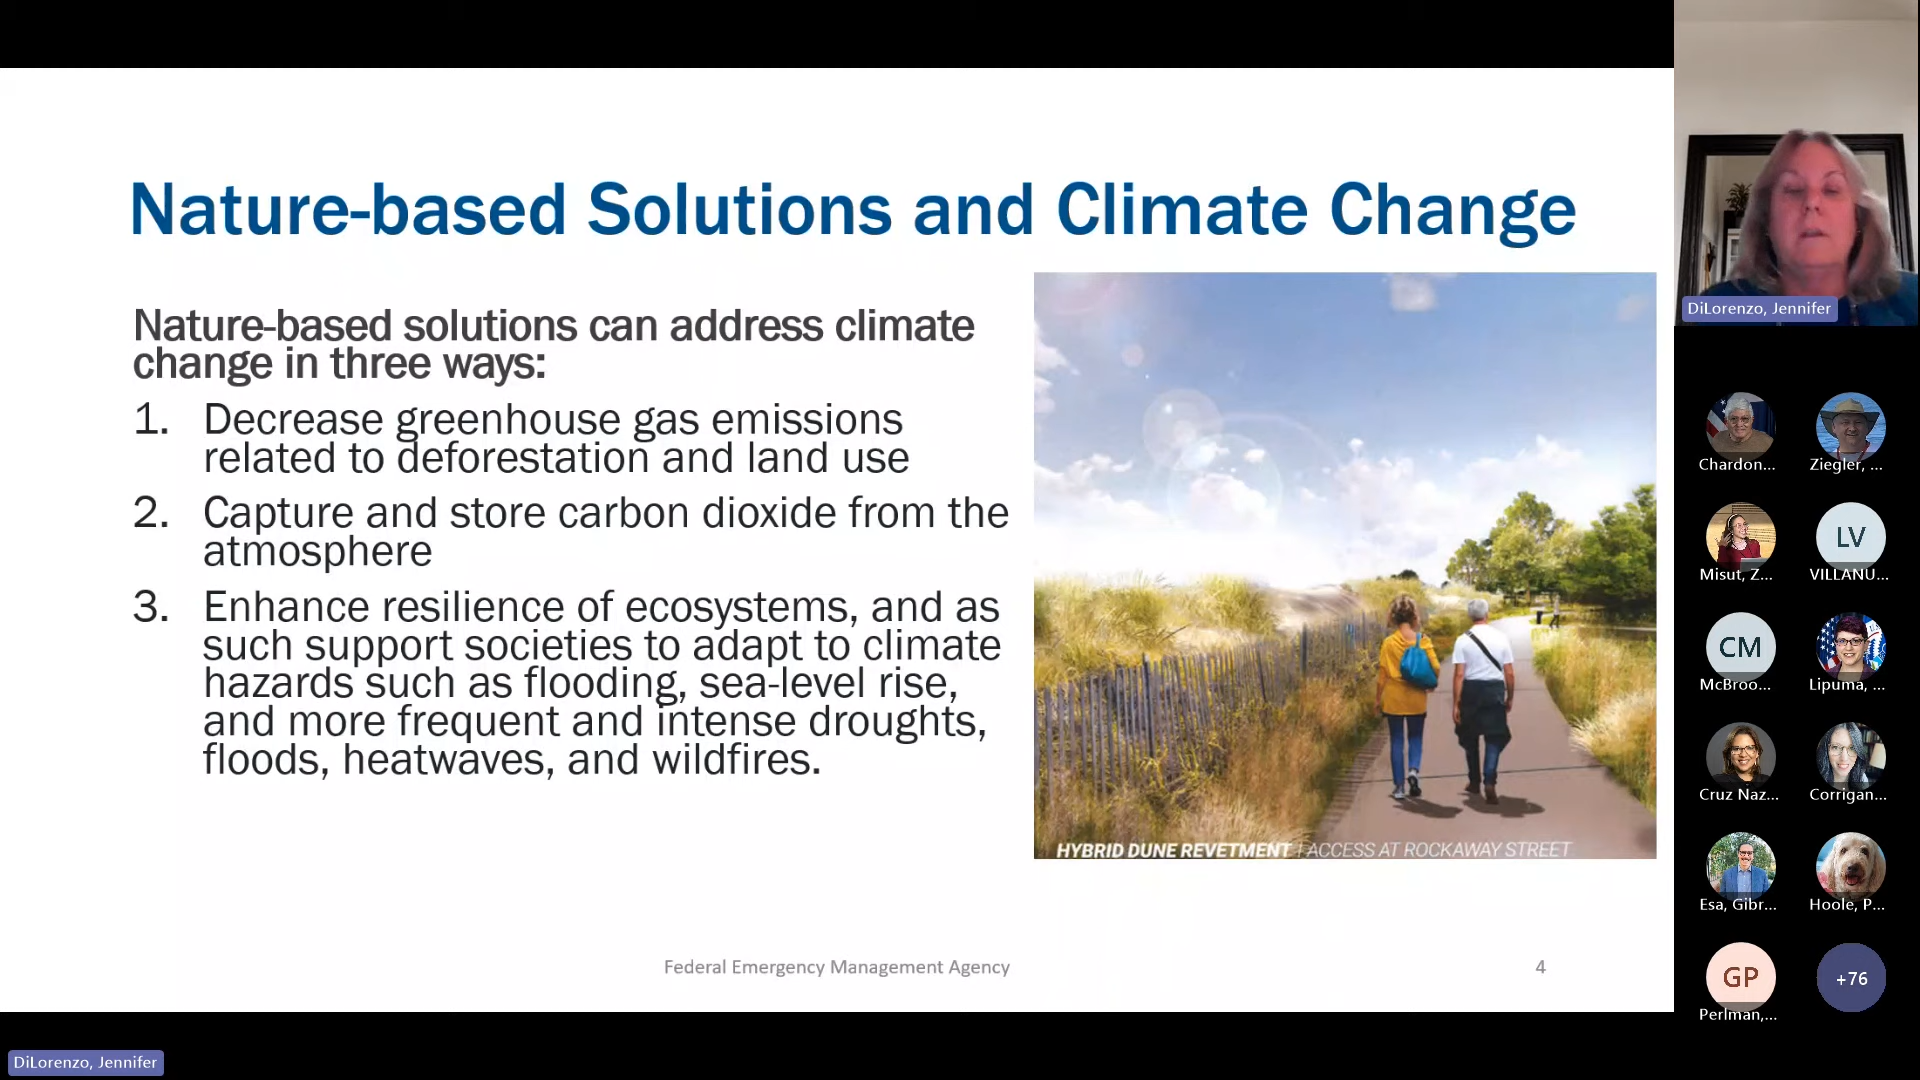 Nature-based Solutions and Climate Change
Nature-based solutions can address climate
change in three ways:
1. Decrease greenhouse gas emissions
related to deforestation and land use
2. Capture and store carbon dioxide from the
atmosphere
3. Enhance resilience of ecosystems, and as
such support societies to adapt to climate
hazards such as flooding, sea-level rise,
and more frequent and intense droughts,
floods, heatwaves, and wildfires.
HYBRID DUNE REVETMENT | ACCESS AT ROCKAWAY STREET
Federal Emergency Management Agency
4
DiLorenzo, Jennifer
DiLorenzo, Jennifer
Chardon...
Ziegler, ...
Misut, Z...
LV
VILLANU...
CM
McBroo...
Lipuma, ...
Cruz Naz...
Corrigan...
Esa, Gibr...
Hoole, P...
GP
Perlman,...
+76